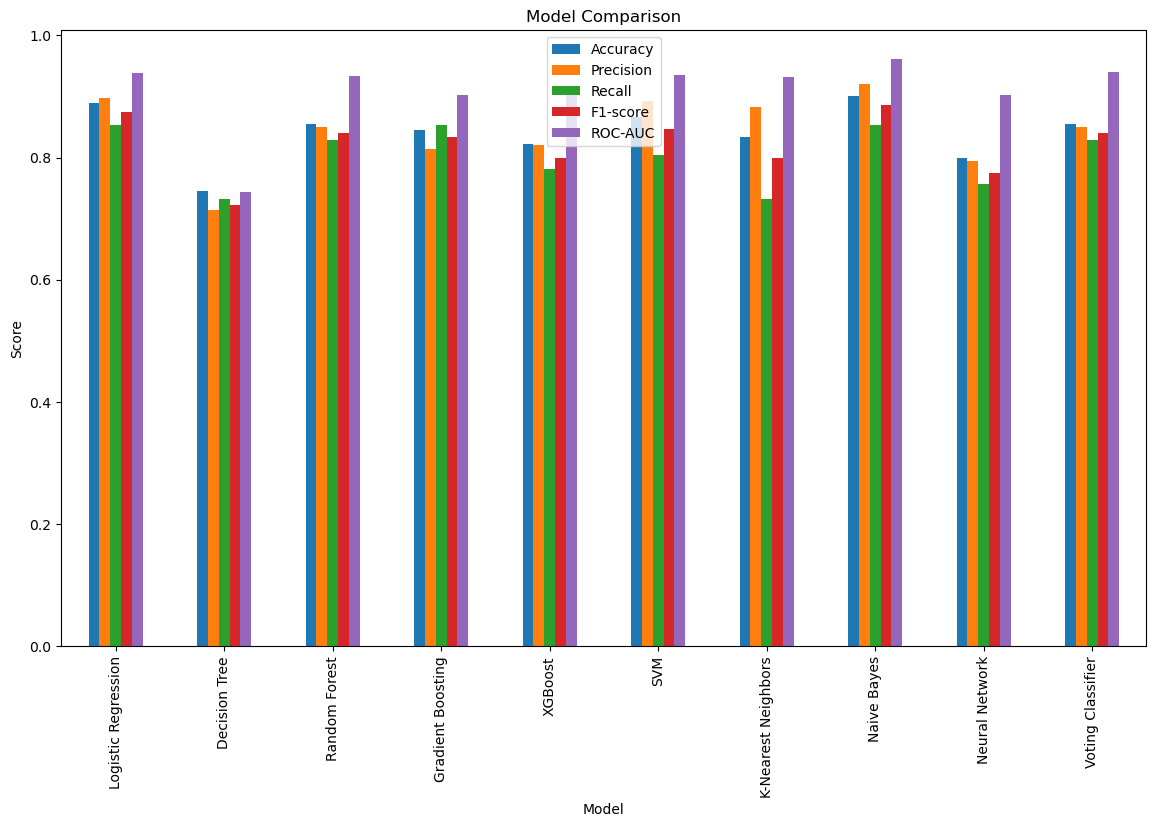 Model Comparison
Accuracy
Precision
Recall
F1-score
ROC-AUC
1.0
0.8
0.6
0.4
0.2
0.0
Score
Logistic Regression
Decision Tree
Random Forest
Gradient Boosting
XGBoost
SVM
K-Nearest Neighbors
Naive Bayes
Neural Network
Voting Classifier
Model